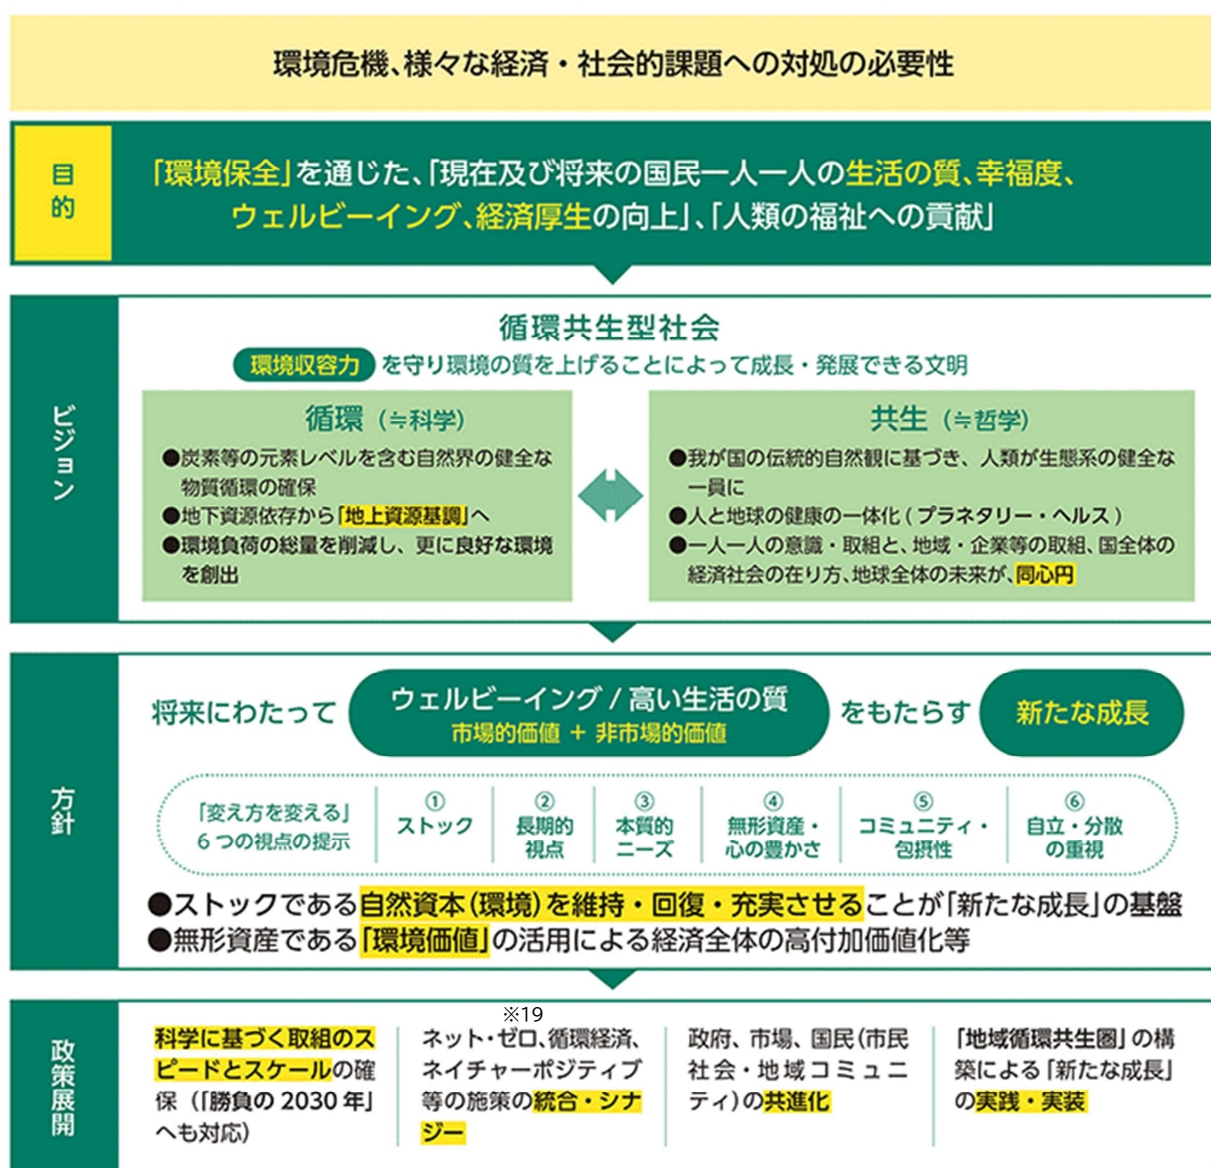 環境危機、様々な経済・社会的課題への対処の必要性
目的
「環境保全」を通じた、「現在及び将来の国民一人一人の生活の質、幸福度、
ウェルビーイング、経済厚生の向上」、「人類の福祉への貢献」
ビジョン
循環共生型社会
環境収容力 を守り環境の質を上げることによって成長・発展できる文明
循環（≒科学）
●炭素等の元素レベルを含む自然界の健全な
物質循環の確保
●地下資源依存から「地上資源基調」へ
●環境負荷の総量を削減し、更に良好な環境
を創出
共生（≒哲学）
●我が国の伝統的自然観に基づき、人類が生態系の健全な
一員に
●人と地球の健康の一体化 ( プラネタリー・ヘルス )
●一人一人の意識・取組と、地域・企業等の取組、国全体の
経済社会の在り方、地球全体の未来が、同心円
方針
将来にわたって ウェルビーイング / 高い生活の質 をもたらす 新たな成長
市場的価値 + 非市場的価値
「変え方を変える」
6 つの視点の提示
①
ストック
②
長期的
視点
③
本質的
ニーズ
④
無形資産・
心の豊かさ
⑤
コミュニティ・
包摂性
⑥
自立・分散
の重視
●ストックである自然資本（環境）を維持・回復・充実させることが「新たな成長」の基盤
●無形資産である「環境価値」の活用による経済全体の高付加価値化等
政策展開
科学に基づく取組のス
ピードとスケールの確
保（「勝負の 2030 年」
へも対応）
※19
ネット・ゼロ、循環経済、
ネイチャーポジティブ
等の施策の統合・シナ
ジー
政府、市場、国民（市民
社会・地域コミュニ
ティ）の共進化
「地域循環共生圏」の構
築による「新たな成長」
の実践・実装